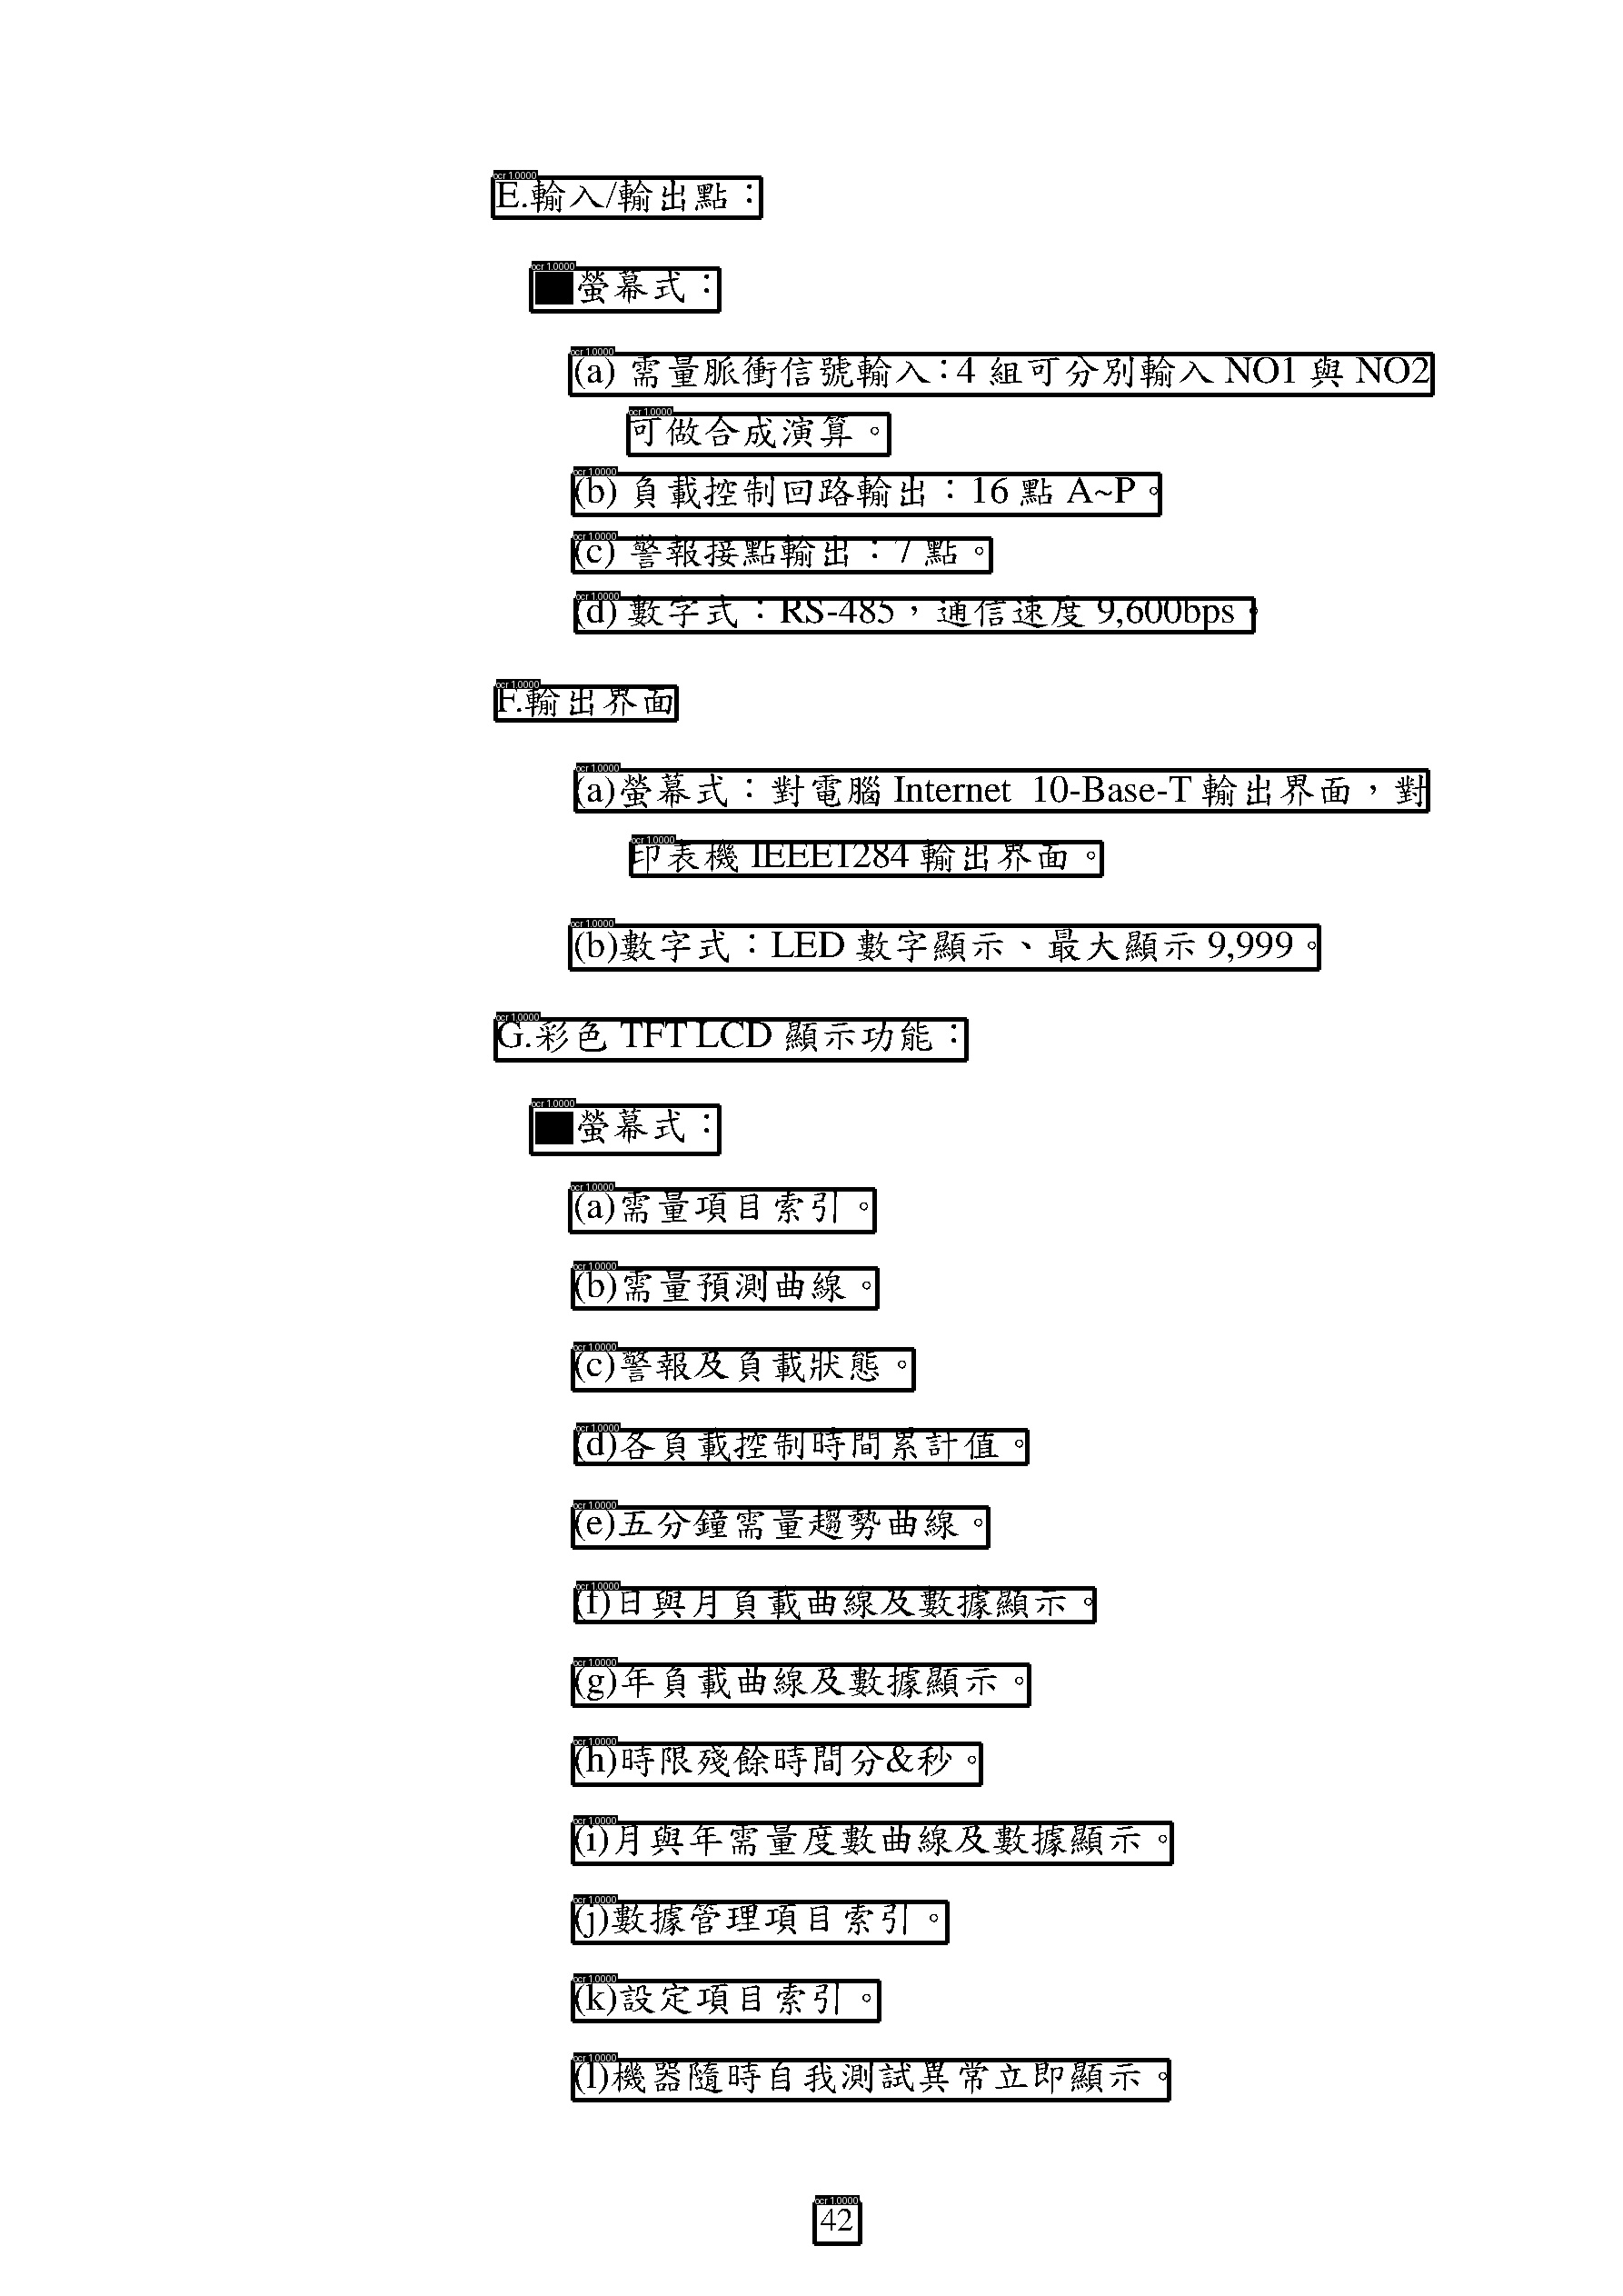 E.輸入/輸出點：
■螢幕式：
(a) 需量脈衝信號輸入：4 組可分別輸入 NO1 與 NO2
可做合成演算。
(b) 負載控制回路輸出：16 點 A~P。
(c) 警報接點輸出：7 點。
(d) 數字式：RS-485，通信速度 9,600bps。
F.輸出界面
(a)螢幕式：對電腦 Internet 10-Base-T 輸出界面，對
印表機 IEEE1284 輸出界面。
(b)數字式：LED 數字顯示、最大顯示 9,999。
G.彩色 TFT LCD 顯示功能：
■螢幕式：
(a)需量項目索引。
(b)需量預測曲線。
(c)警報及負載狀態。
(d)各負載控制時間累計值。
(e)五分鐘需量趨勢曲線。
(f)日與月負載曲線及數據顯示。
(g)年負載曲線及數據顯示。
(h)時限殘餘時間分&秒。
(i)月與年需量度數曲線及數據顯示。
(j)數據管理項目索引。
(k)設定項目索引。
(l)機器隨時自我測試異常立即顯示。
42